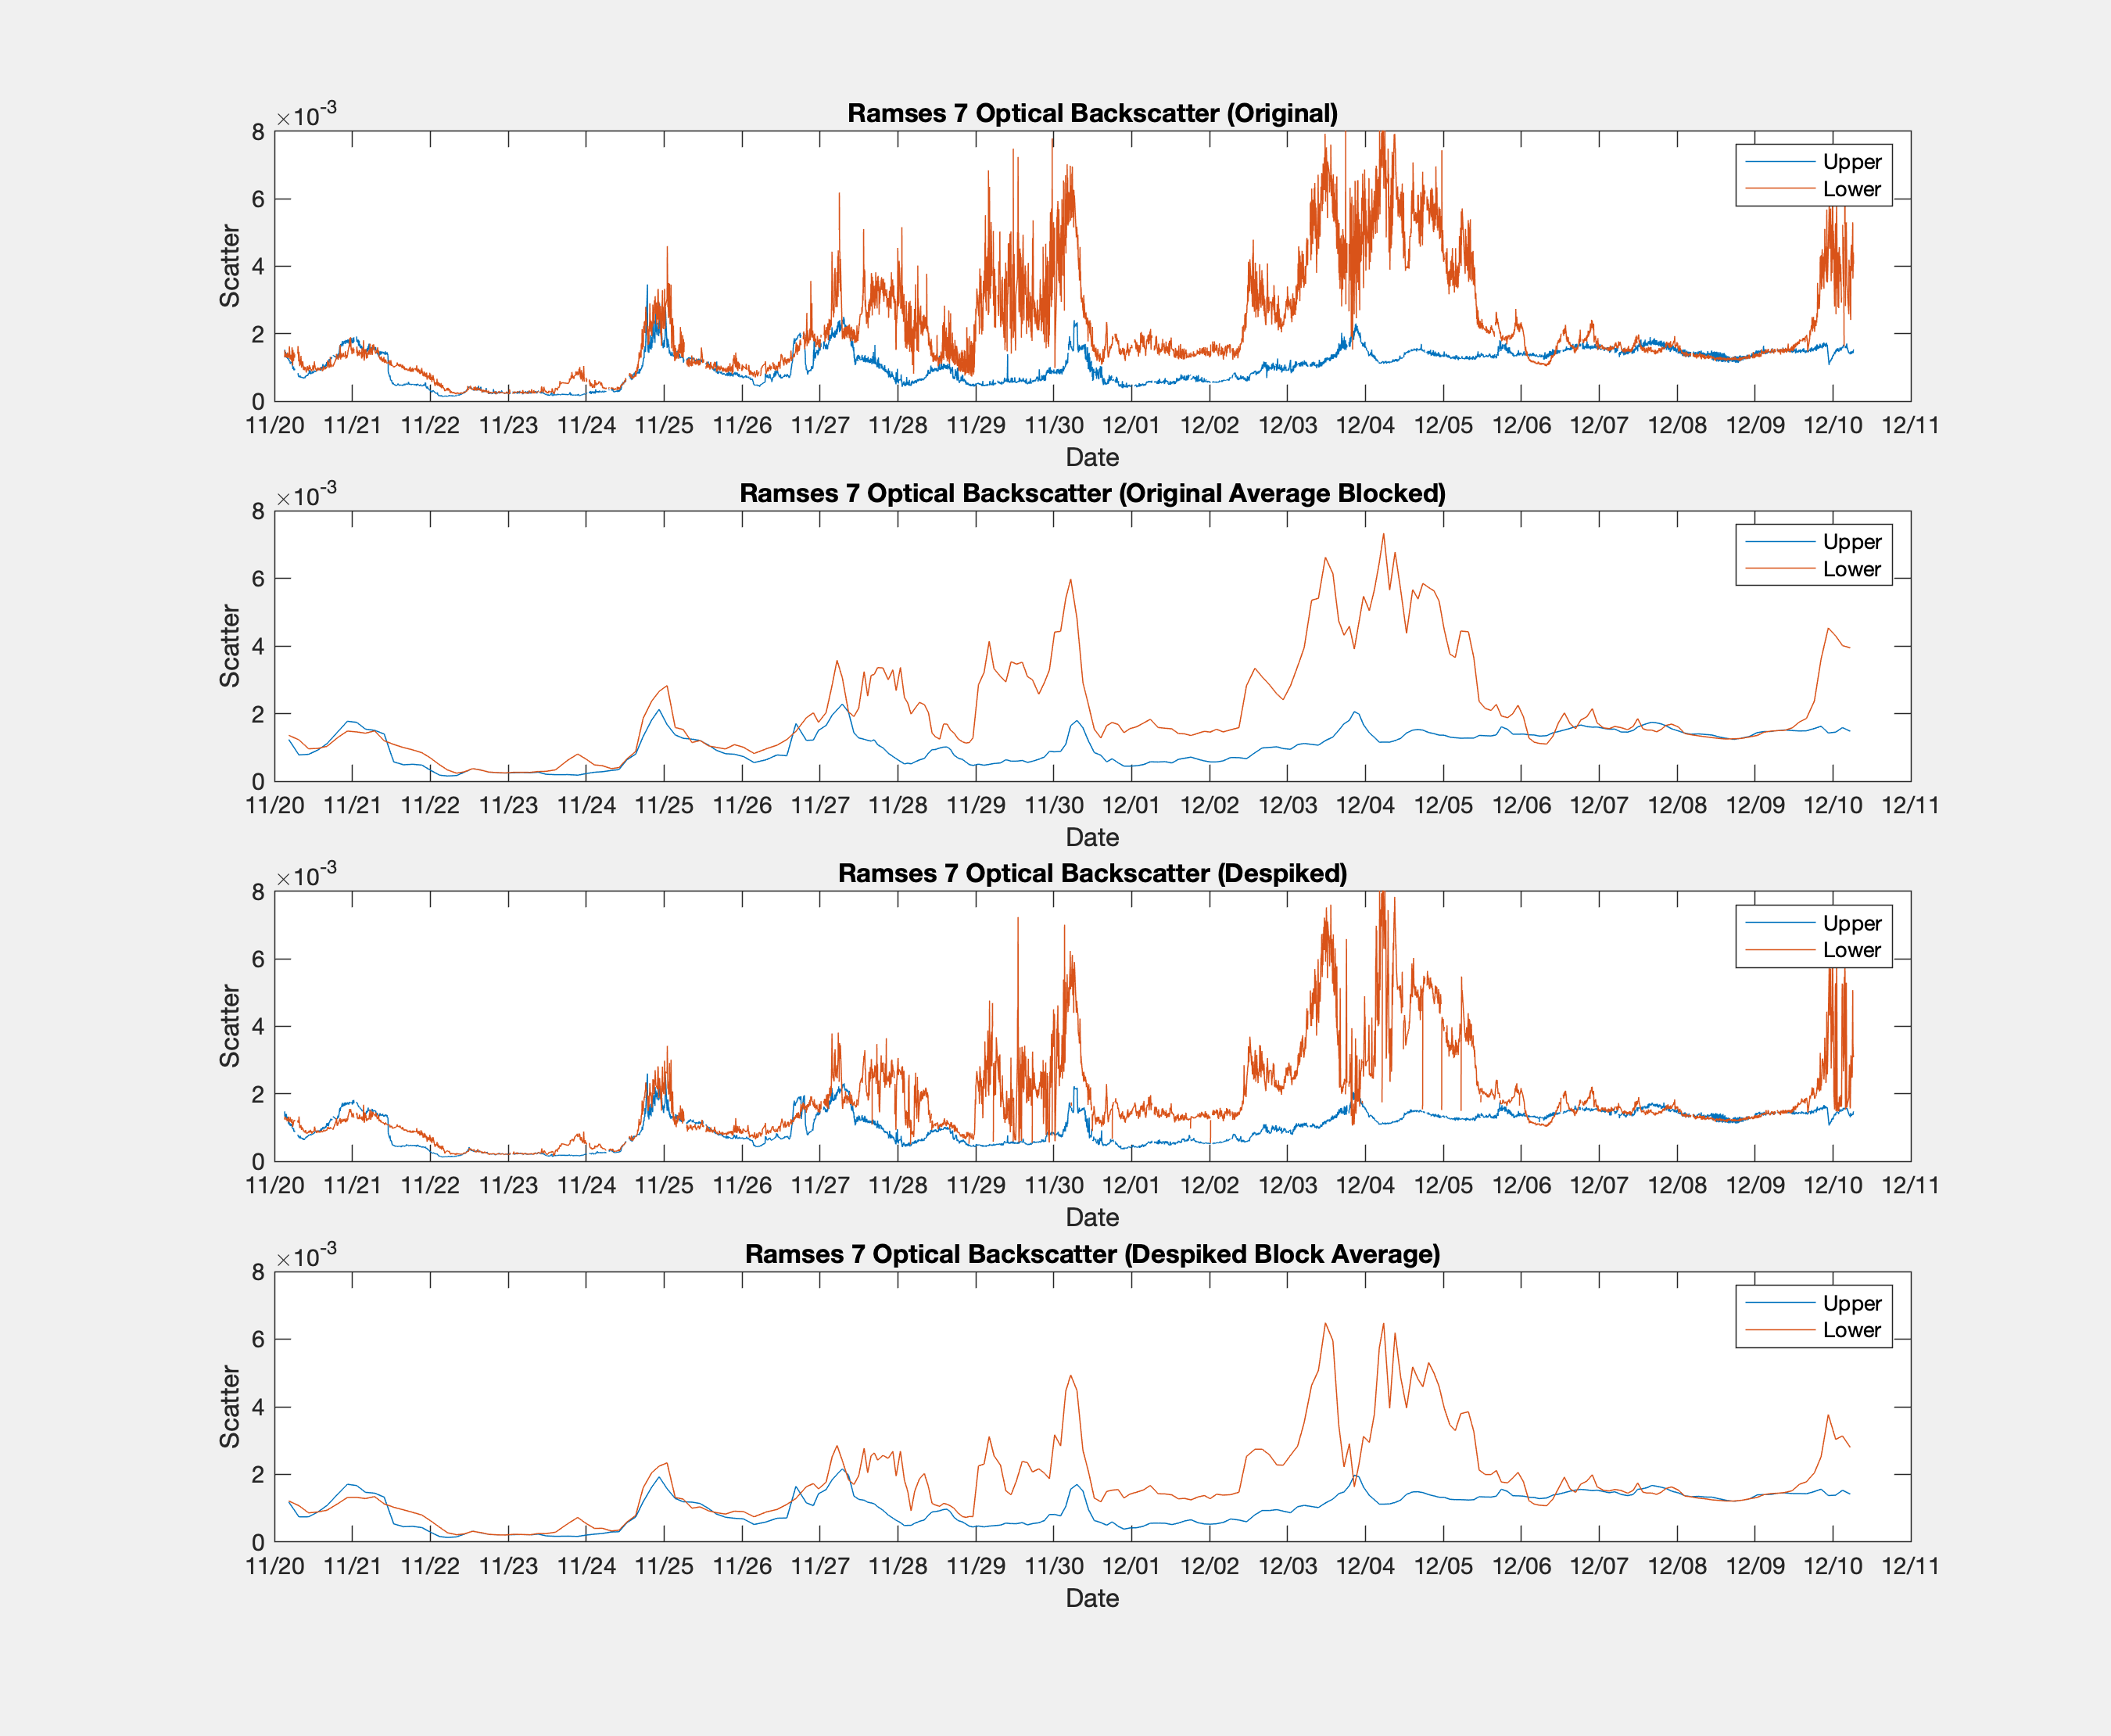 Ramses 7 Optical Backscatter (Original)
×10-3
8
6
4
2
0
Scatter
Upper
Lower
11/20 11/21 11/22 11/23 11/24 11/25 11/26 11/27 11/28 11/29 11/30 12/01 12/02 12/03 12/04 12/05 12/06 12/07 12/08 12/09 12/10 12/11
Date
Ramses 7 Optical Backscatter (Original Average Blocked)
×10-3
8
6
4
2
0
Scatter
Upper
Lower
11/20 11/21 11/22 11/23 11/24 11/25 11/26 11/27 11/28 11/29 11/30 12/01 12/02 12/03 12/04 12/05 12/06 12/07 12/08 12/09 12/10 12/11
Date
Ramses 7 Optical Backscatter (Despiked)
×10-3
8
6
4
2
0
Scatter
Upper
Lower
11/20 11/21 11/22 11/23 11/24 11/25 11/26 11/27 11/28 11/29 11/30 12/01 12/02 12/03 12/04 12/05 12/06 12/07 12/08 12/09 12/10 12/11
Date
Ramses 7 Optical Backscatter (Despiked Block Average)
×10-3
8
6
4
2
0
Scatter
Upper
Lower
11/20 11/21 11/22 11/23 11/24 11/25 11/26 11/27 11/28 11/29 11/30 12/01 12/02 12/03 12/04 12/05 12/06 12/07 12/08 12/09 12/10 12/11
Date